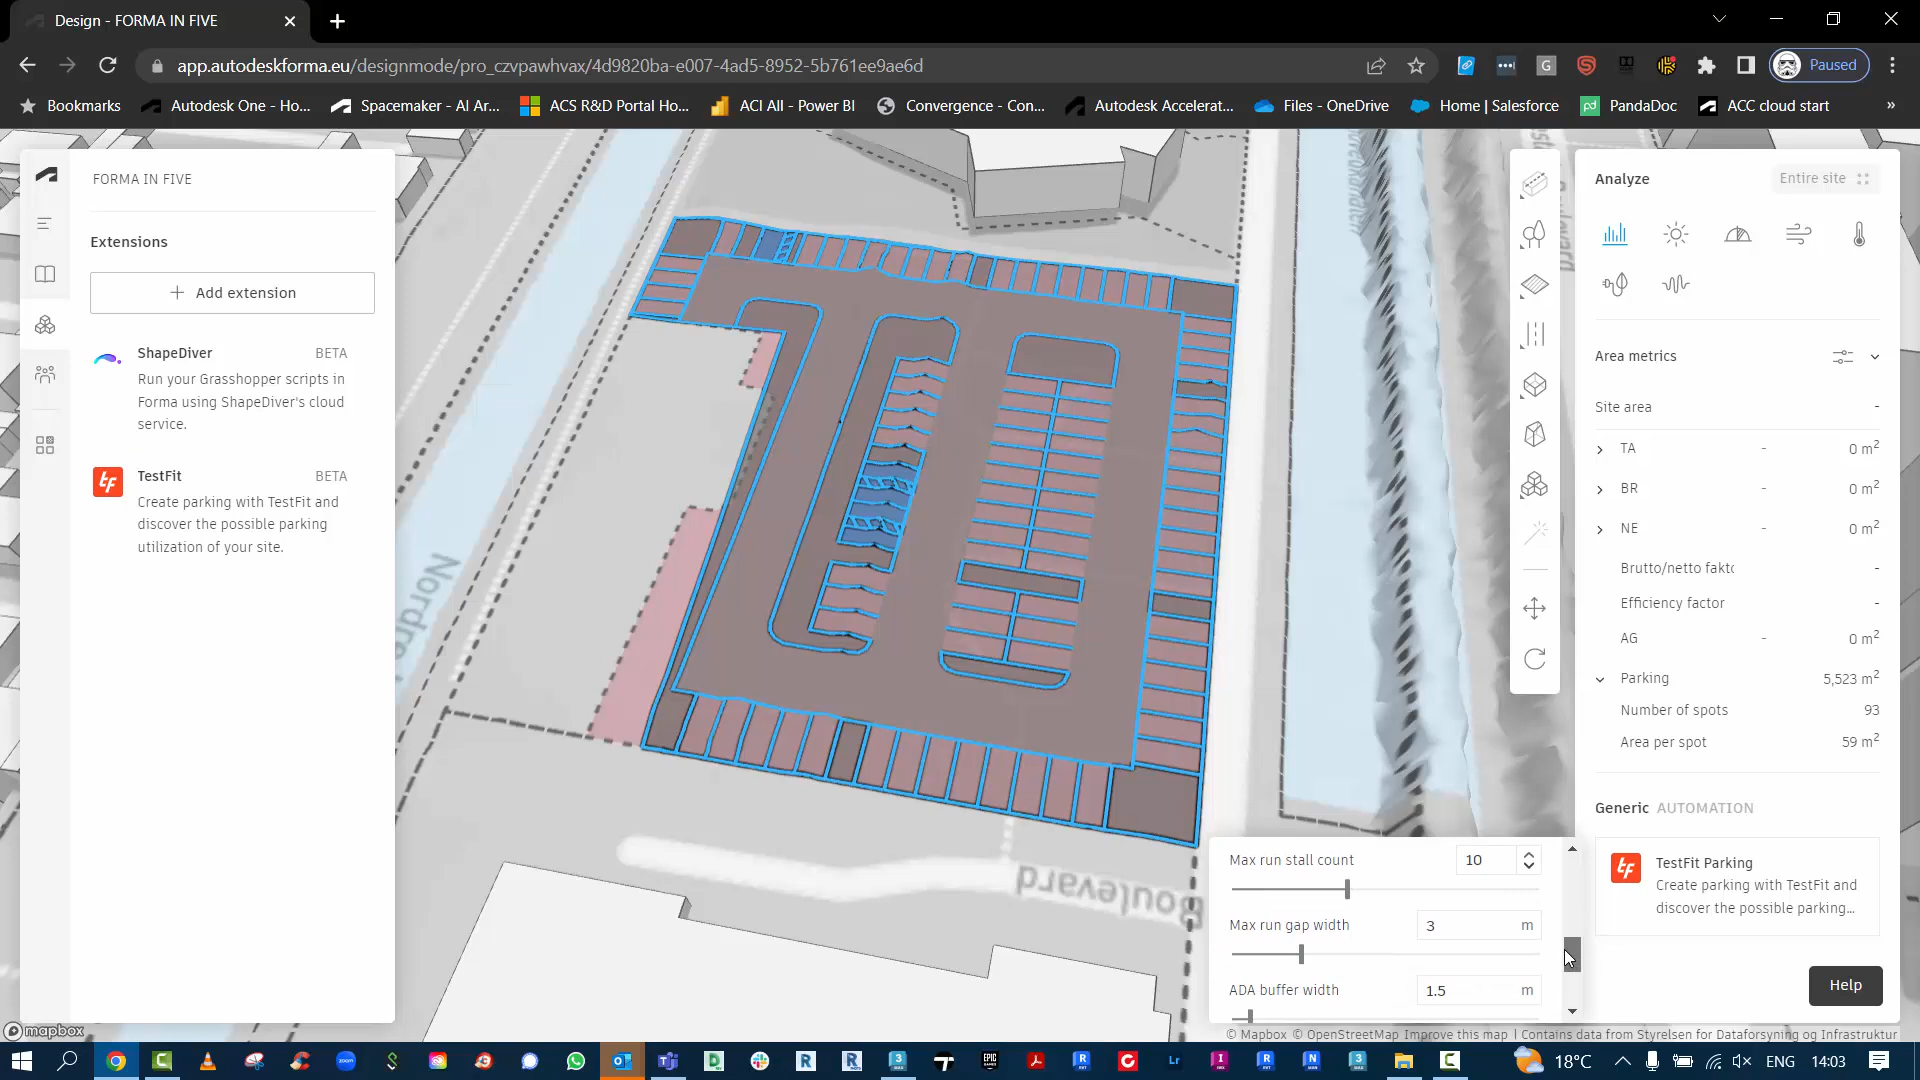 Design - FORMA IN FIVE
app.autodeskforma.eu/designmode/pro_czvpawhvax/4d9820ba-e007-4ad5-8952-5b761ee9ae6d
Paused
Bookmarks
Autodesk One - Ho...
Spacemaker - AI Ar...
ACS R&D Portal Ho...
ACI All - Power BI
Convergence - Con...
Autodesk Accelerat...
Files - OneDrive
Home | Salesforce
PandaDoc
ACC cloud start
»
FORMA IN FIVE
Extensions
Add extension
ShapeDiver BETA
Run your Grasshopper scripts in
Forma using ShapeDiver's cloud
service.
TestFit BETA
Create parking with TestFit and
discover the possible parking
utilization of your site.
Boulevard
Analyze
Entire site
Area metrics
Site area -
TA - 0 m²
BR - 0 m²
NE - 0 m²
Brutto/netto fakto -
Efficiency factor -
AG - 0 m²
Parking 5,523 m²
Number of spots 93
Area per spot 59 m²
Generic AUTOMATION
TestFit Parking
Create parking with TestFit and
discover the possible parking...
Help
Max run stall count 10
Max run gap width 3 m
ADA buffer width 1.5 m
mapbox
© Mapbox © OpenStreetMap Improve this map | Contains data from Styrelsen for Dataforsyning og Infrastruktur
18°C
ENG
14:03